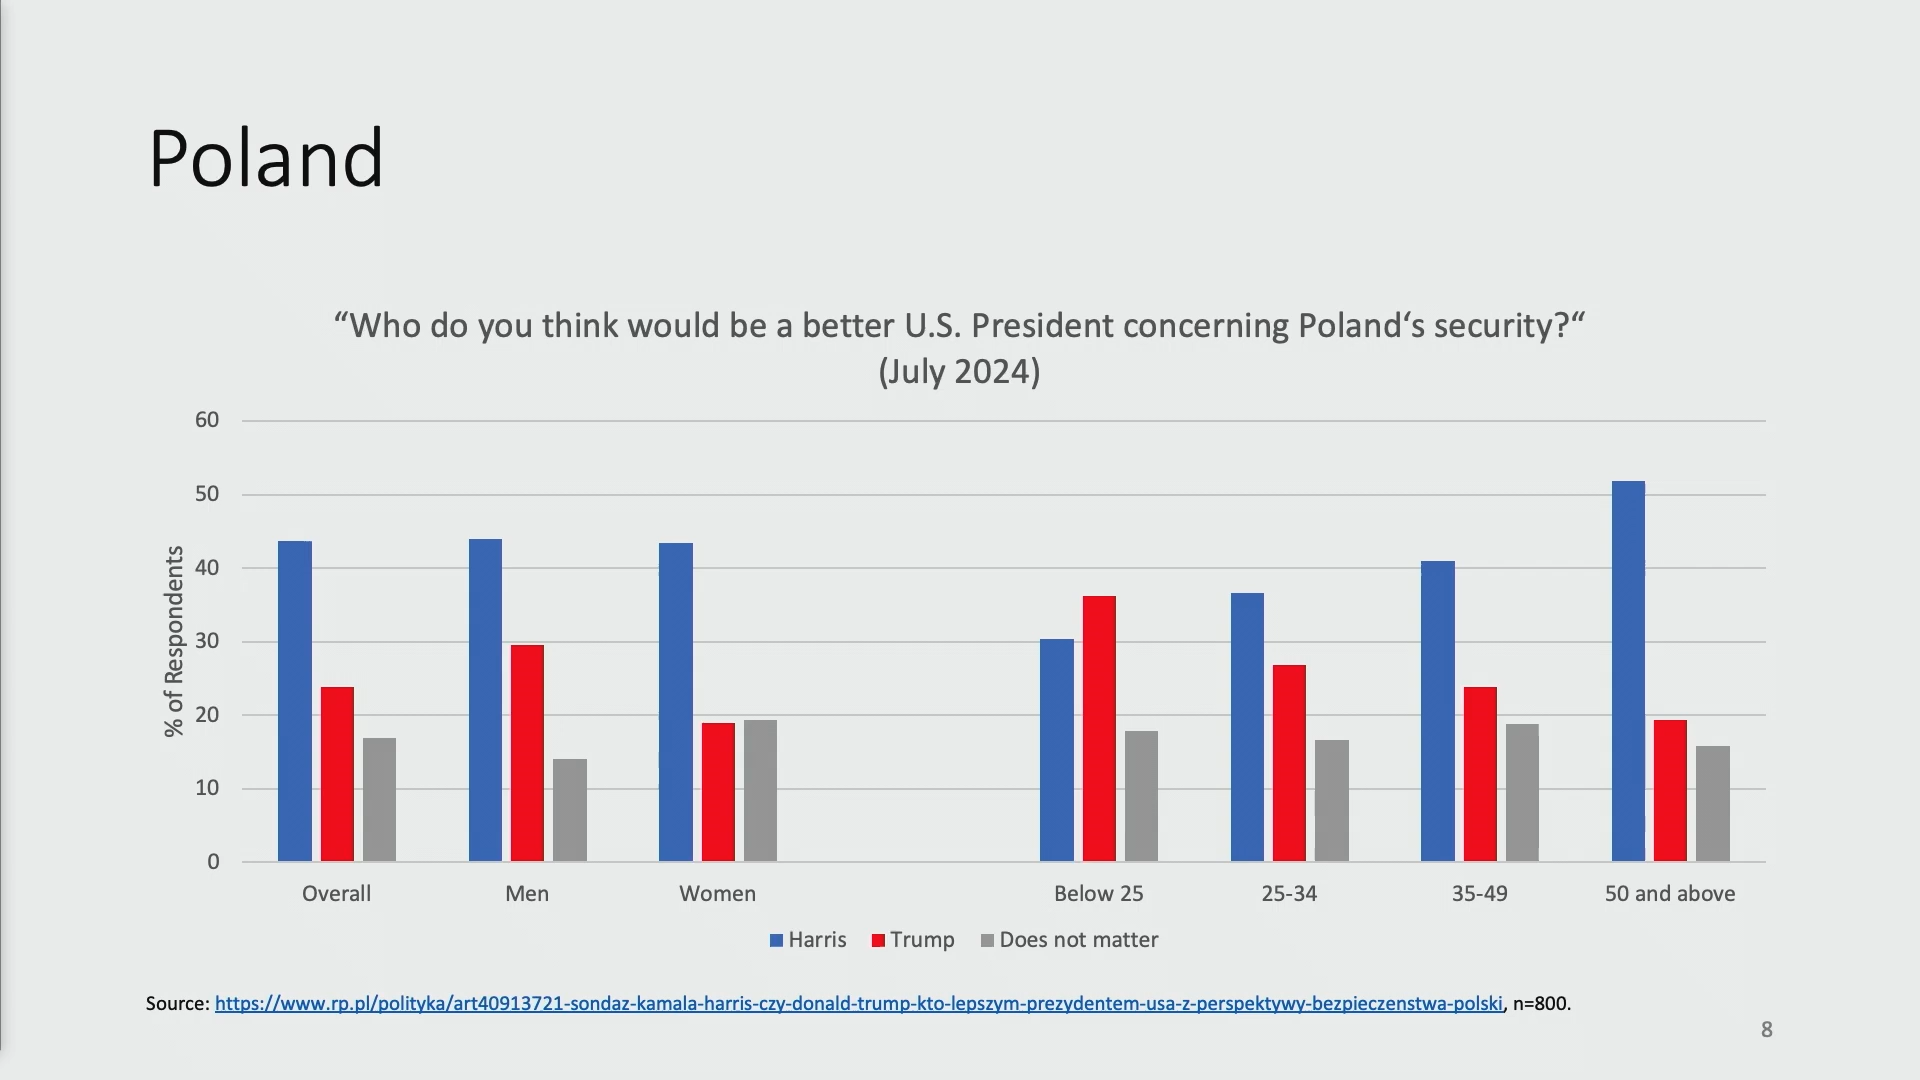 Poland
“Who do you think would be a better U.S. President concerning Poland‘s security?“
(July 2024)
% of Respondents
60
50
40
30
20
10
0
Overall
Men
Women
Below 25
25-34
35-49
50 and above
Harris
Trump
Does not matter
Source: https://www.rp.pl/polityka/art40913721-sondaz-kamala-harris-czy-donald-trump-kto-lepszym-prezydentem-usa-z-perspektywy-bezpieczenstwa-polski, n=800.
8